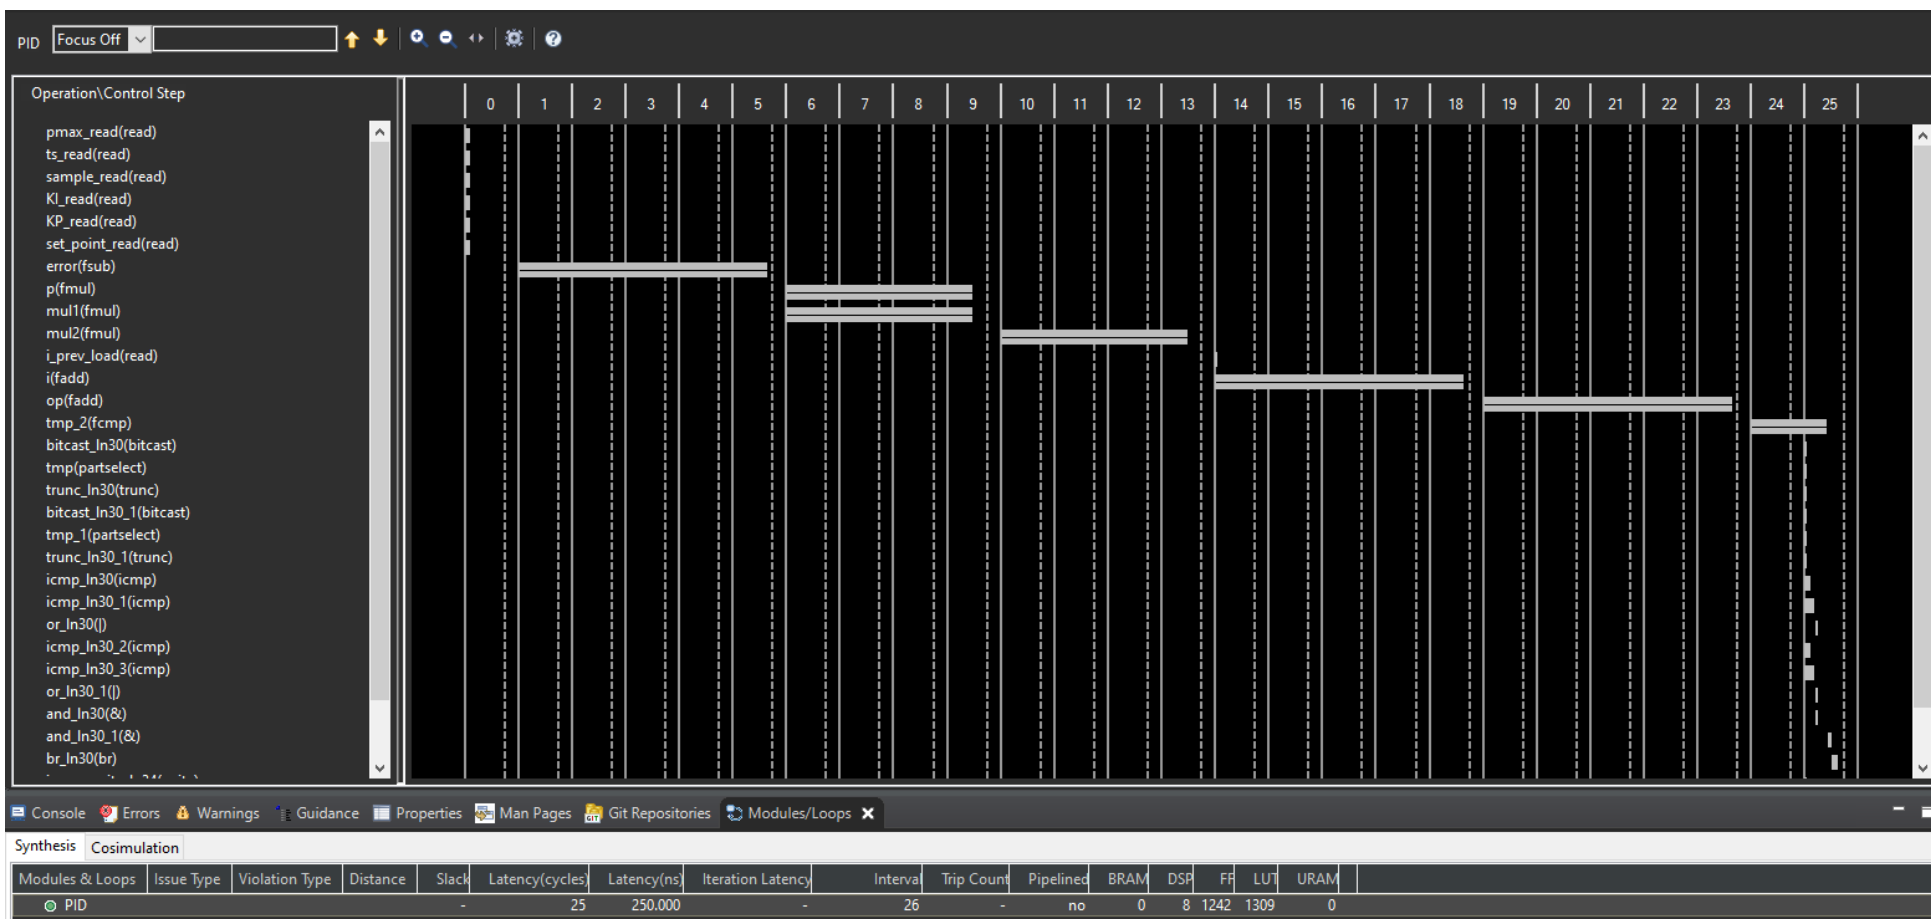 PID Focus Off
Operation\Control Step 0 1 2 3 4 5 6 7 8 9 10 11 12 13 14 15 16 17 18 19 20 21 22 23 24 25
pmax_read(read)
ts_read(read)
sample_read(read)
KI_read(read)
KP_read(read)
set_point_read(read)
error(fsub)
p(fmul)
mul1(fmul)
mul2(fmul)
i_prev_load(read)
i(fadd)
op(fadd)
tmp_2(fcmp)
bitcast_ln30(bitcast)
tmp(partselect)
trunc_ln30(trunc)
bitcast_ln30_1(bitcast)
tmp_1(partselect)
trunc_ln30_1(trunc)
icmp_ln30(icmp)
icmp_ln30_1(icmp)
or_ln30(|)
icmp_ln30_2(icmp)
icmp_ln30_3(icmp)
or_ln30_1(|)
and_ln30(&)
and_ln30_1(&)
br_ln30(br)
Console Errors Warnings Guidance Properties Man Pages Git Repositories Modules/Loops
Synthesis Cosimulation
Modules & Loops Issue Type Violation Type Distance Slack Latency(cycles) Latency(ns) Iteration Latency Interval Trip Count Pipelined BRAM DSP FF LUT URAM
PID - 25 250.000 - 26 - no 0 8 1242 1309 0